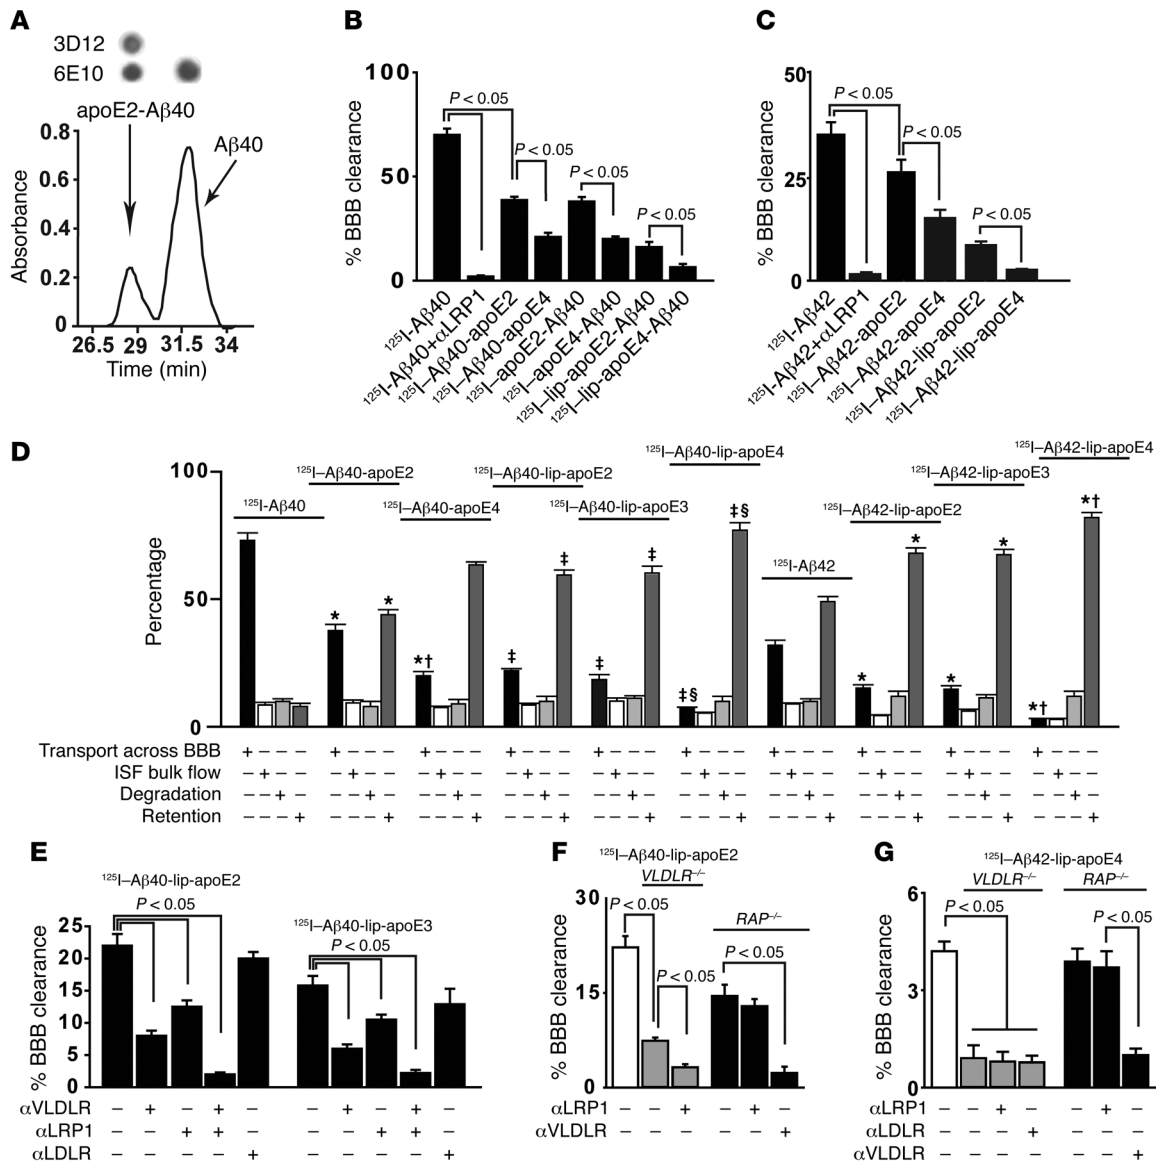 A
3D12
6E10
apoE2-Aβ40
Aβ40
Absorbance
0.8
0.6
0.4
0.2
0
26.5 29 31.5 34
Time (min)
B
% BBB clearance
100
50
0
P < 0.05
P < 0.05
P < 0.05
P < 0.05
125I-Aβ40
125I-Aβ40+αLRP1
125I–Aβ40-apoE2
125I–Aβ40-apoE4
125I–apoE2-Aβ40
125I–apoE4-Aβ40
125I–lip-apoE2-Aβ40
125I–lip-apoE4-Aβ40
C
% BBB clearance
50
25
0
P < 0.05
P < 0.05
P < 0.05
125I-Aβ42
125I-Aβ42+αLRP1
125I–Aβ42-apoE2
125I–Aβ42-apoE4
125I–Aβ42-lip-apoE2
125I–Aβ42-lip-apoE4
D
Percentage
100
50
0
125I-Aβ40
125I–Aβ40-apoE2
125I–Aβ40-apoE4
125I–Aβ40-lip-apoE2
125I–Aβ40-lip-apoE3
125I–Aβ40-lip-apoE4
125I-Aβ42
125I–Aβ42-lip-apoE2
125I–Aβ42-lip-apoE3
125I–Aβ42-lip-apoE4
* * *† ‡ ‡ ‡ ‡ ‡§ ‡§ * * * * *† *†
Transport across BBB + – – – + – – – + – – – + – – – + – – – + – – – + – – – + – – – + – – – + – – –
ISF bulk flow – + – – – + – – – + – – – + – – – + – – – + – – – + – – – + – – – + – – – + – –
Degradation – – + – – – + – – – + – – – + – – – + – – – + – – – + – – – + – – – + – – – + –
Retention – – – + – – – + – – – + – – – + – – – + – – – + – – – + – – – + – – – + – – – +
E
125I–Aβ40-lip-apoE2
P < 0.05
125I–Aβ40-lip-apoE3
P < 0.05
% BBB clearance
25
20
15
10
5
0
αVLDLR – + – + – – + – + –
αLRP1 – – + + – – – + + –
αLDLR – – – – + – – – – +
F
125I–Aβ40-lip-apoE2
VLDLR–/–
P < 0.05
P < 0.05
RAP–/–
P < 0.05
% BBB clearance
30
15
0
αLRP1 – – + – + –
αVLDLR – – – – – +
G
125I–Aβ42-lip-apoE4
VLDLR–/–
RAP–/–
P < 0.05
P < 0.05
% BBB clearance
6
3
0
αLRP1 – – + – – + –
αLDLR – – – + – – –
αVLDLR – – – – – – +